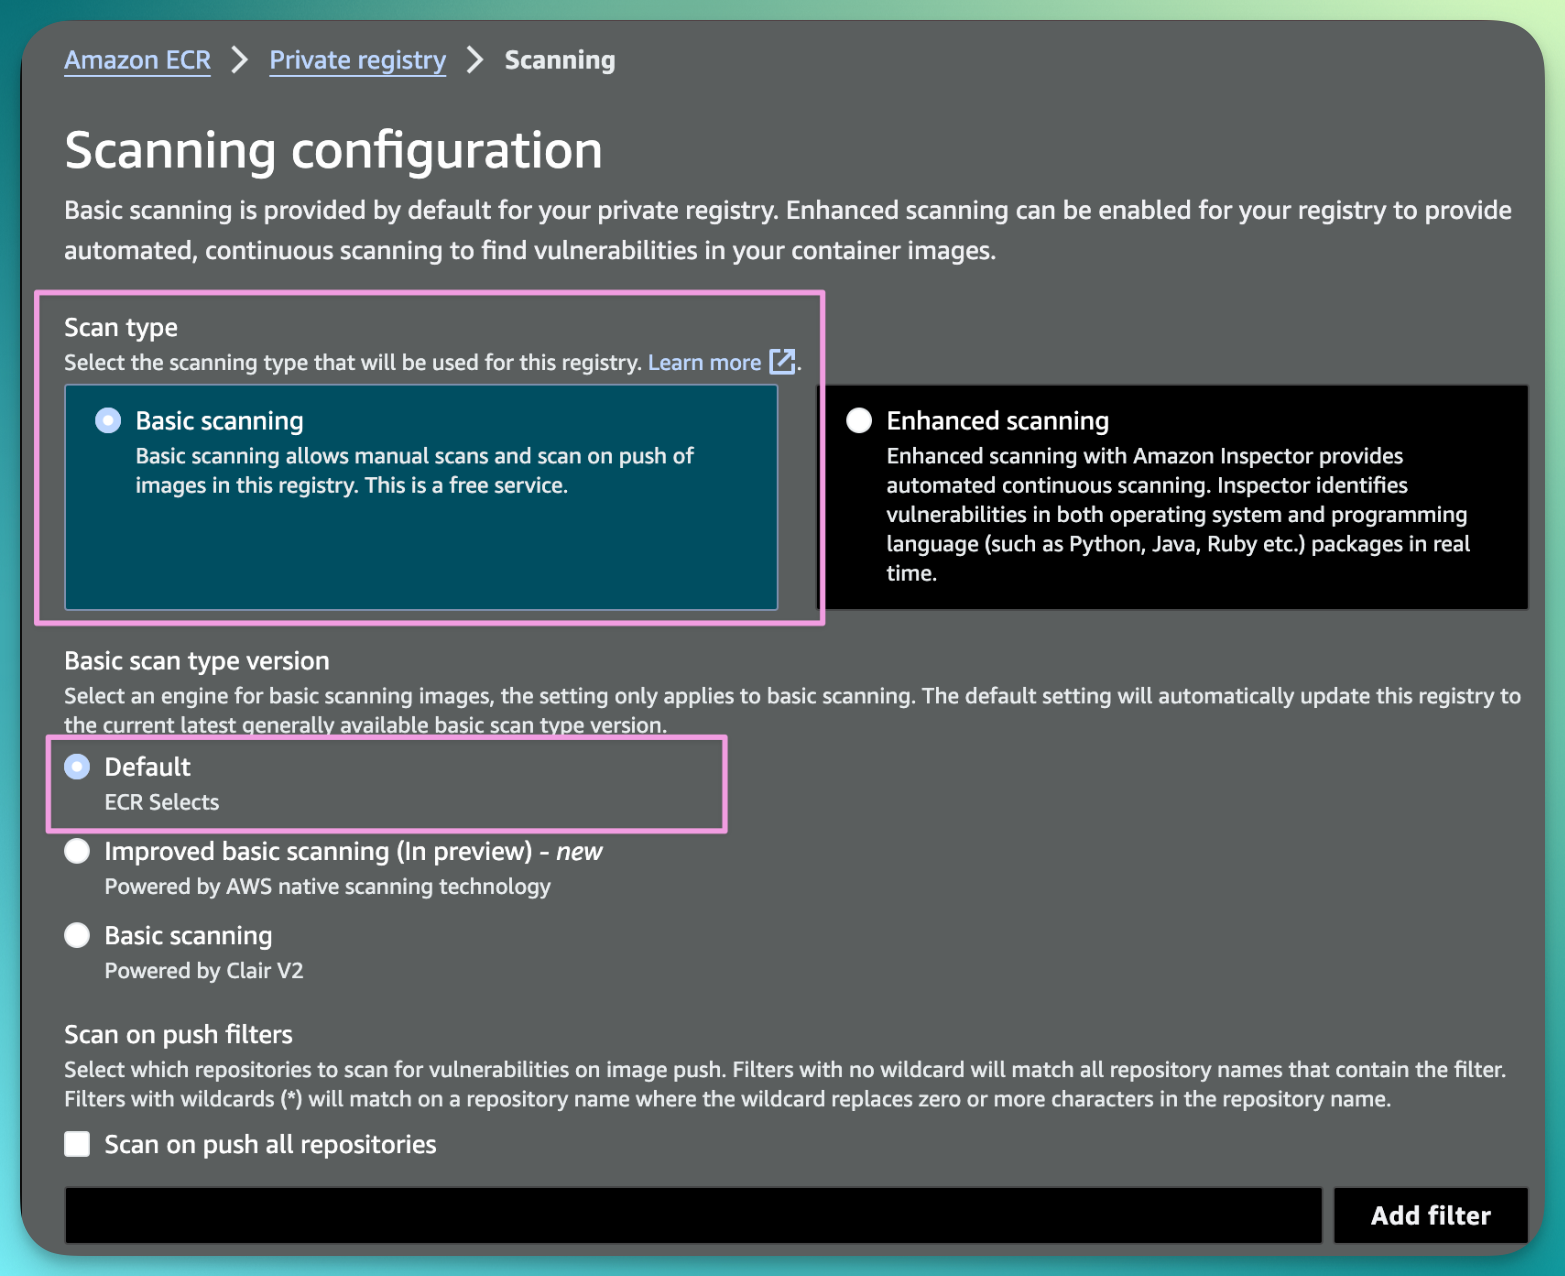 Amazon ECR > Private registry > Scanning
Scanning configuration
Basic scanning is provided by default for your private registry. Enhanced scanning can be enabled for your registry to provide
automated, continuous scanning to find vulnerabilities in your container images.
Scan type
Select the scanning type that will be used for this registry. Learn more.
Basic scanning
Basic scanning allows manual scans and scan on push of
images in this registry. This is a free service.
Enhanced scanning
Enhanced scanning with Amazon Inspector provides
automated continuous scanning. Inspector identifies
vulnerabilities in both operating system and programming
language (such as Python, Java, Ruby etc.) packages in real
time.
Basic scan type version
Select an engine for basic scanning images, the setting only applies to basic scanning. The default setting will automatically update this registry to
the current latest generally available basic scan type version.
Default
ECR Selects
Improved basic scanning (In preview) - new
Powered by AWS native scanning technology
Basic scanning
Powered by Clair V2
Scan on push filters
Select which repositories to scan for vulnerabilities on image push. Filters with no wildcard will match all repository names that contain the filter.
Filters with wildcards (*) will match on a repository name where the wildcard replaces zero or more characters in the repository name.
Scan on push all repositories
Add filter